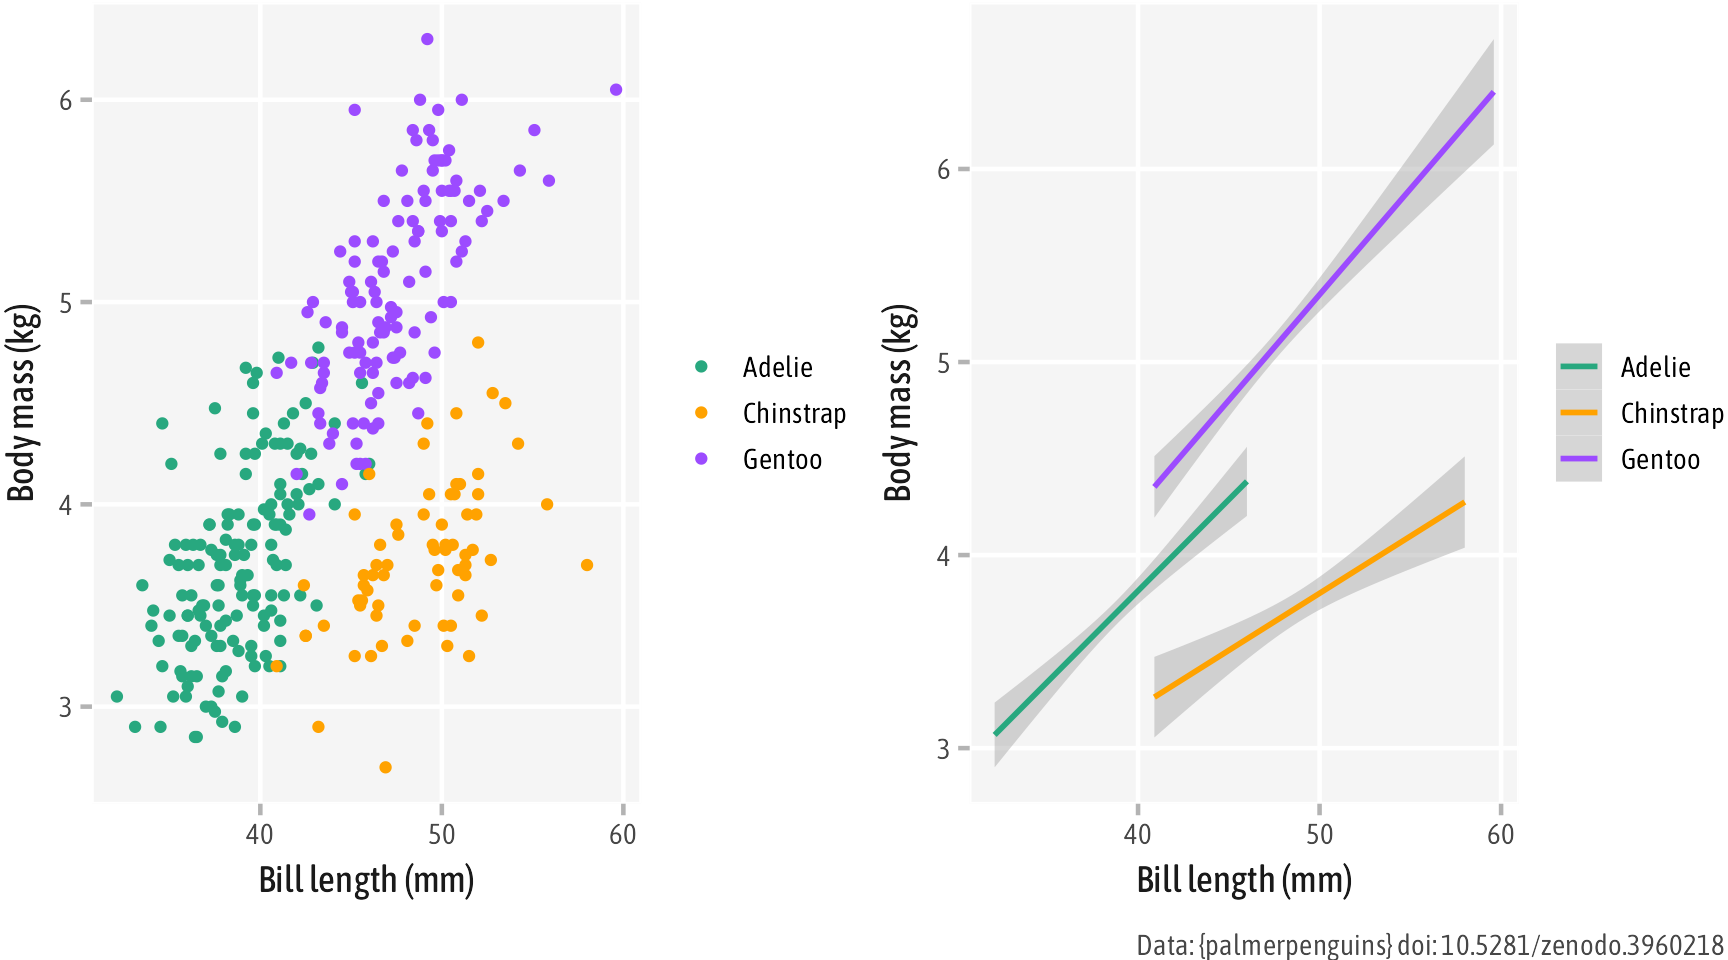 Body mass (kg)
6
5
4
3
40
50
60
Bill length (mm)
Adelie
Chinstrap
Gentoo
Body mass (kg)
6
5
4
3
40
50
60
Bill length (mm)
Adelie
Chinstrap
Gentoo
Data: {palmerpenguins} doi: 10.5281/zenodo.3960218